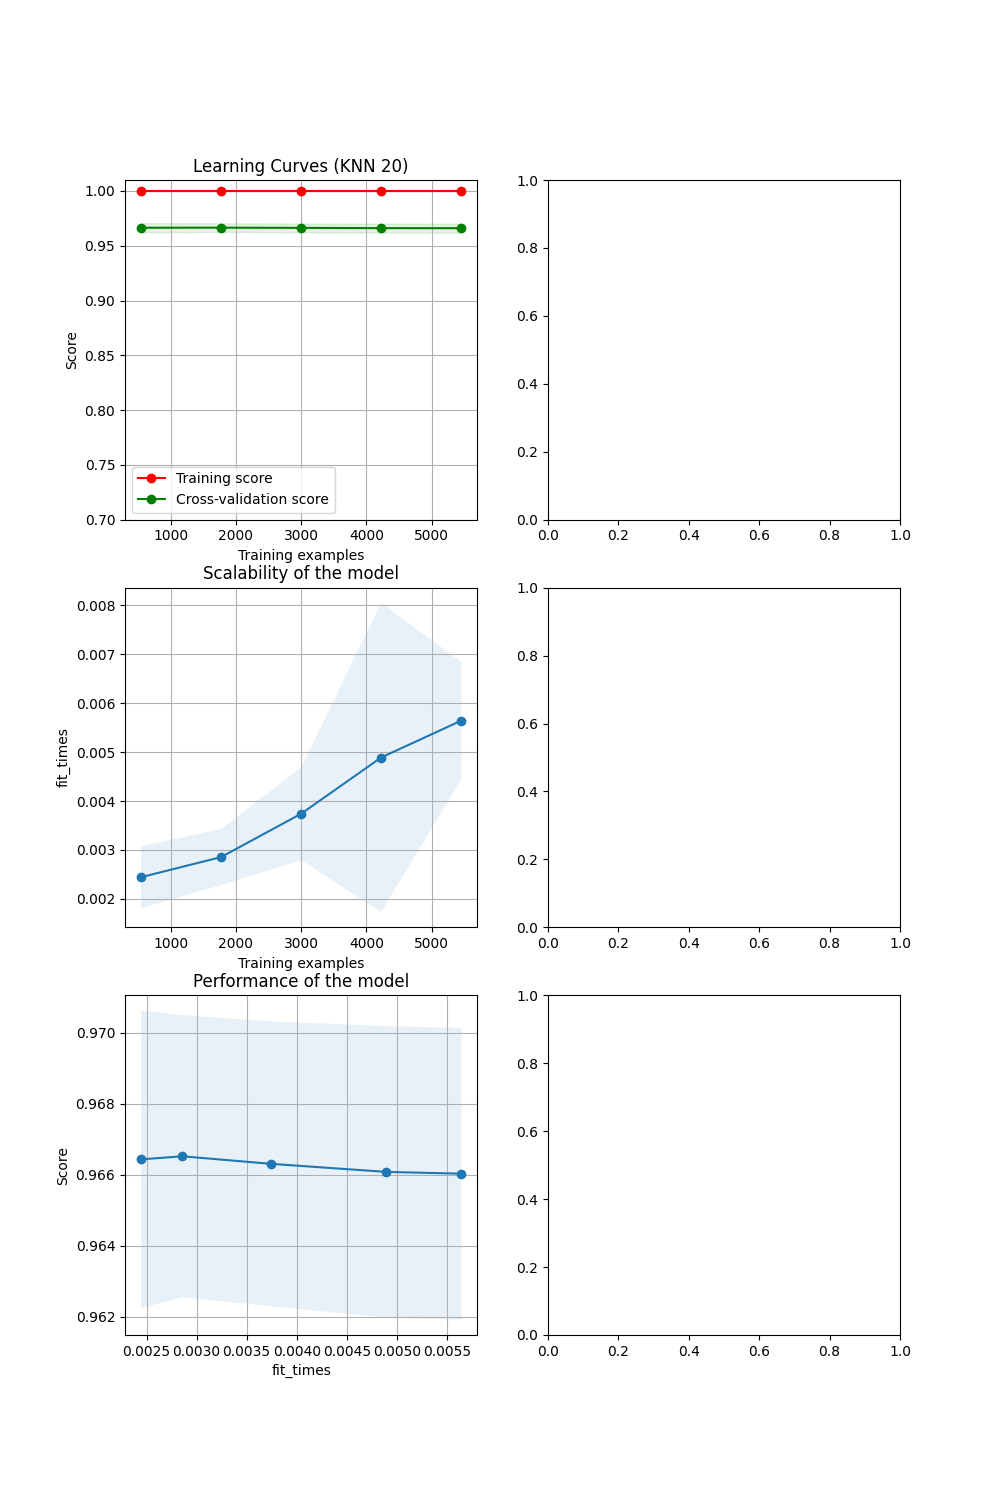 Learning Curves (KNN 20)
1.00
0.95
0.90
0.85
0.80
0.75
0.70
Score
Training score
Cross-validation score
1000 2000 3000 4000 5000
Training examples
1.0
0.8
0.6
0.4
0.2
0.0
0.0 0.2 0.4 0.6 0.8 1.0
Scalability of the model
0.008
0.007
0.006
0.005
0.004
0.003
0.002
fit_times
1000 2000 3000 4000 5000
Training examples
1.0
0.8
0.6
0.4
0.2
0.0
0.0 0.2 0.4 0.6 0.8 1.0
Performance of the model
0.970
0.968
0.966
0.964
0.962
Score
0.0025 0.0030 0.0035 0.0040 0.0045 0.0050 0.0055
fit_times
1.0
0.8
0.6
0.4
0.2
0.0
0.0 0.2 0.4 0.6 0.8 1.0